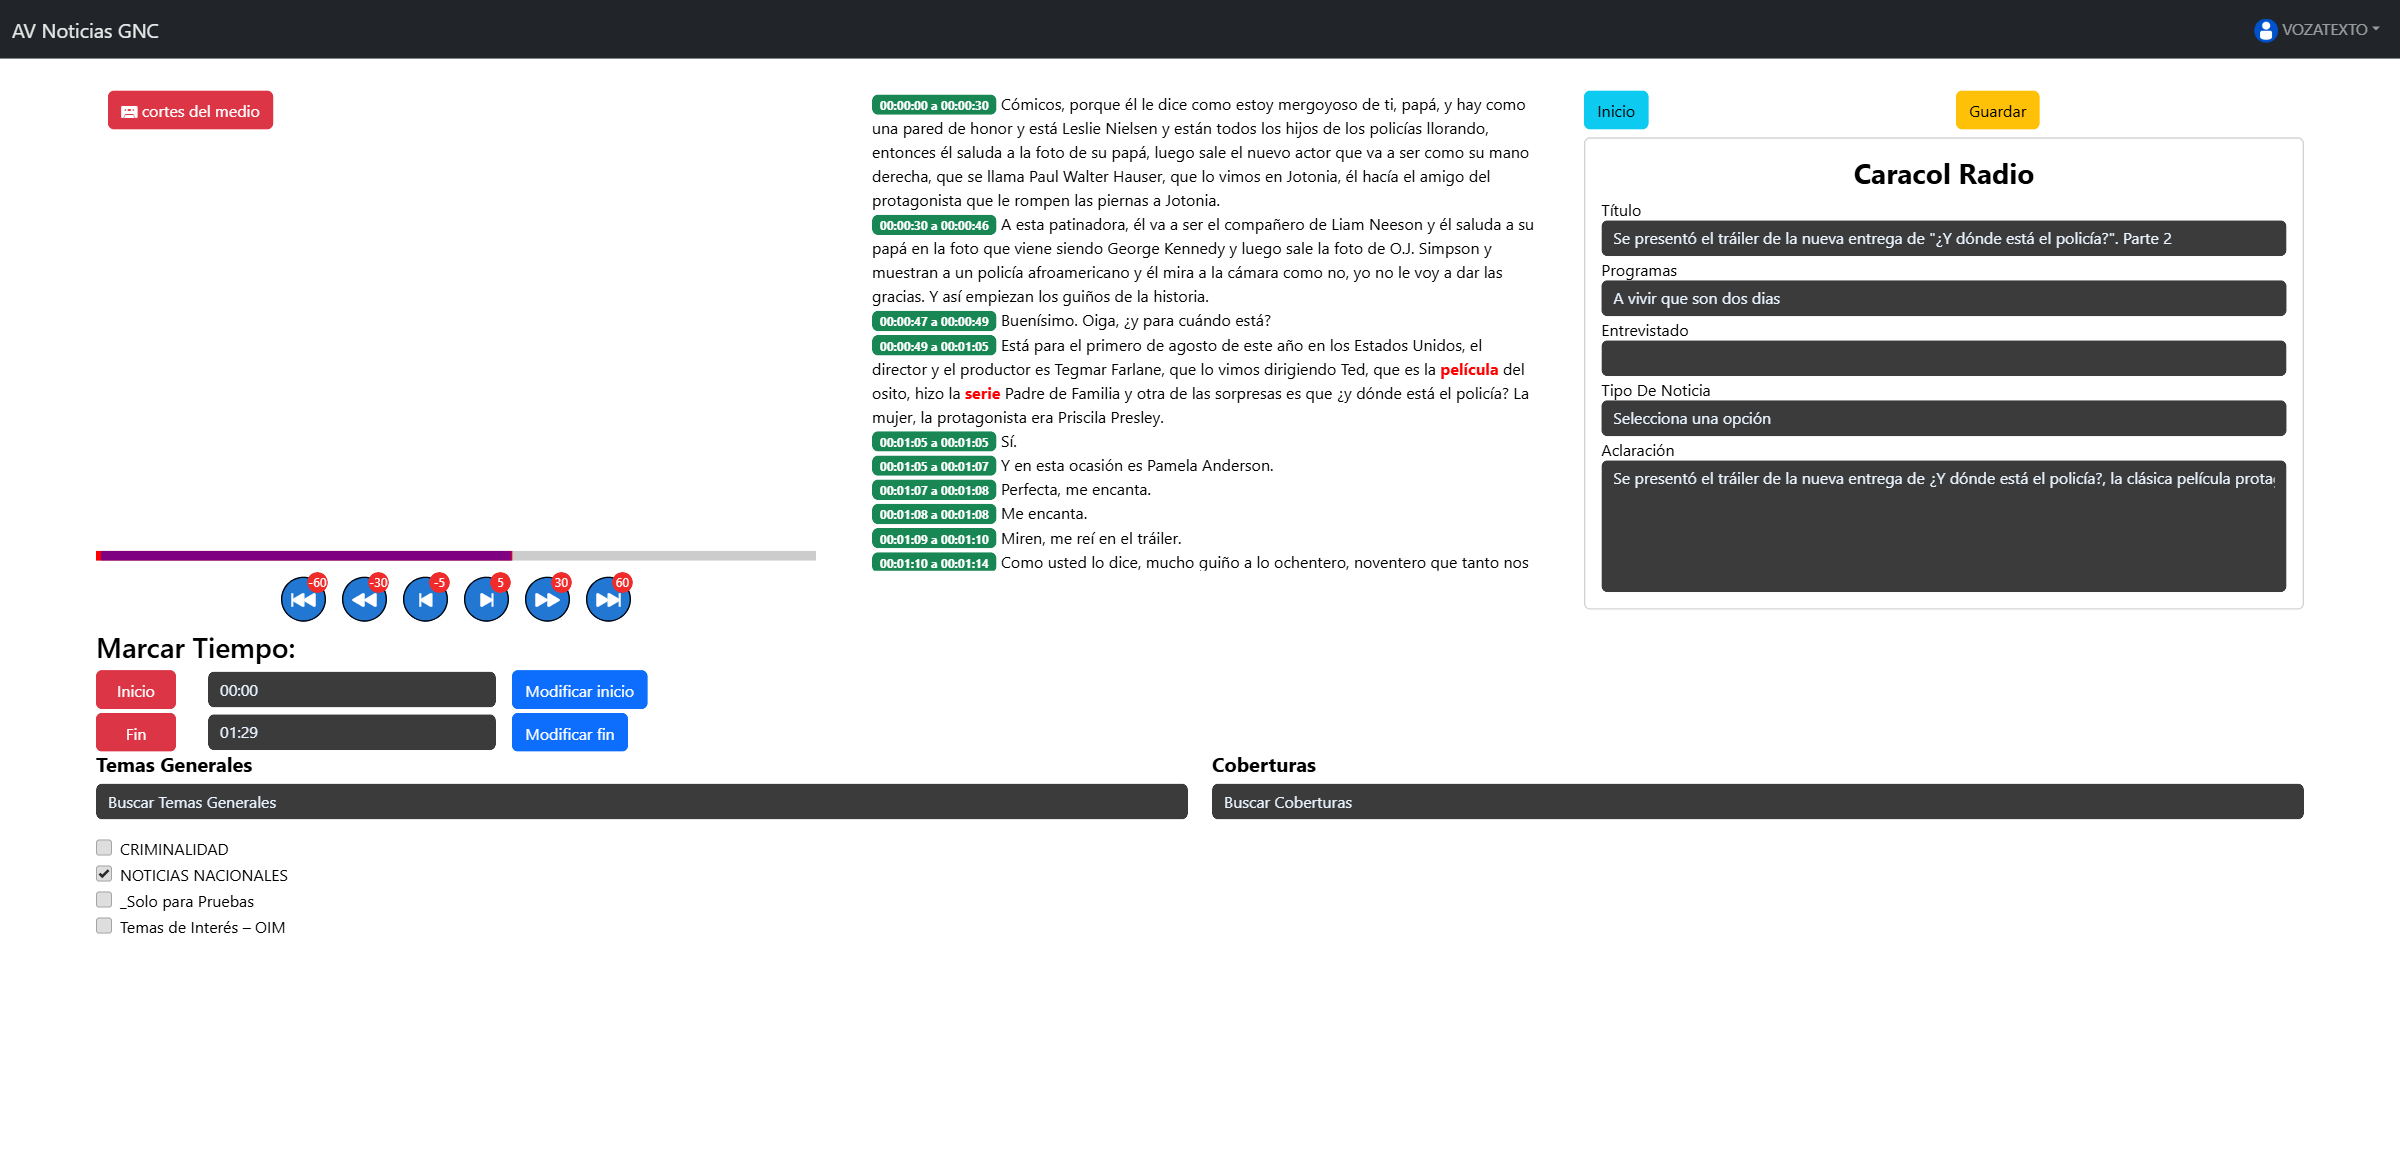 AV Noticias GNC
VOZATEXTO
cortes del medio
-60
-30
-5
5
30
60
Marcar Tiempo:
Inicio
00:00
Modificar inicio
Fin
01:29
Modificar fin
00:00:00 a 00:00:30 Cómicos, porque él le dice como estoy mergoyoso de ti, papá, y hay como
una pared de honor y está Leslie Nielsen y están todos los hijos de los policías llorando,
entonces él saluda a la foto de su papá, luego sale el nuevo actor que va a ser como su mano
derecha, que se llama Paul Walter Hauser, que lo vimos en Jotonia, él hacía el amigo del
protagonista que le rompen las piernas a Jotonia.
00:00:30 a 00:00:46 A esta patinadora, él va a ser el compañero de Liam Neeson y él saluda a su
papá en la foto que viene siendo George Kennedy y luego sale la foto de O.J. Simpson y
muestran a un policía afroamericano y él mira a la cámara como no, yo no le voy a dar las
gracias. Y así empiezan los guiños de la historia.
00:00:47 a 00:00:49 Buenísimo. Oiga, ¿y para cuándo está?
00:00:49 a 00:01:05 Está para el primero de agosto de este año en los Estados Unidos, el
director y el productor es Tegmar Farlane, que lo vimos dirigiendo Ted, que es la película del
osito, hizo la serie Padre de Familia y otra de las sorpresas es que ¿y dónde está el policía? La
mujer, la protagonista era Priscila Presley.
00:01:05 a 00:01:05 Sí.
00:01:05 a 00:01:07 Y en esta ocasión es Pamela Anderson.
00:01:07 a 00:01:08 Perfecta, me encanta.
00:01:08 a 00:01:08 Me encanta.
00:01:09 a 00:01:10 Miren, me reí en el tráiler.
00:01:10 a 00:01:14 Como usted lo dice, mucho guiño a lo ochentero, noventero que tanto nos
Inicio
Guardar
Caracol Radio
Título
Se presentó el tráiler de la nueva entrega de "¿Y dónde está el policía?". Parte 2
Programas
A vivir que son dos dias
Entrevistado
Tipo De Noticia
Selecciona una opción
Aclaración
Se presentó el tráiler de la nueva entrega de ¿Y dónde está el policía?, la clásica película
Temas Generales
Buscar Temas Generales
CRIMINALIDAD
NOTICIAS NACIONALES
_Solo para Pruebas
Temas de Interés – OIM
Coberturas
Buscar Coberturas